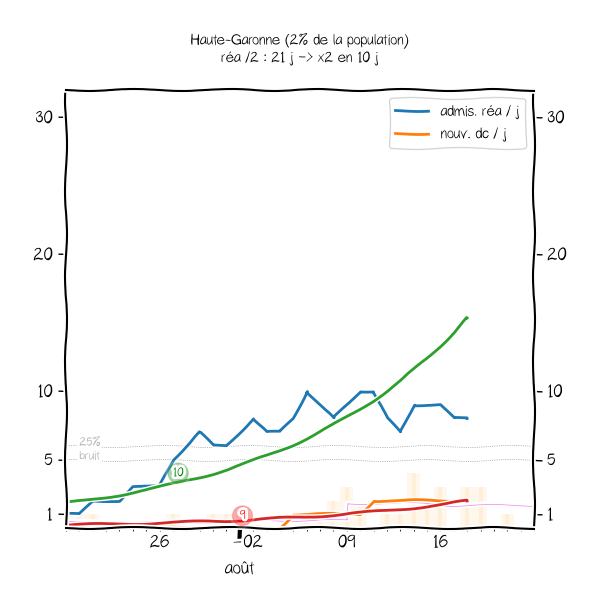 Haute-Garonne (2% de la population)
réa /2 : 21 j -> x2 en 10 j
admis. réa / j
nouv. dc / j
30
30
20
20
10
10
25%
bruit
5
5
10
9
1
1
26
02
09
16
août